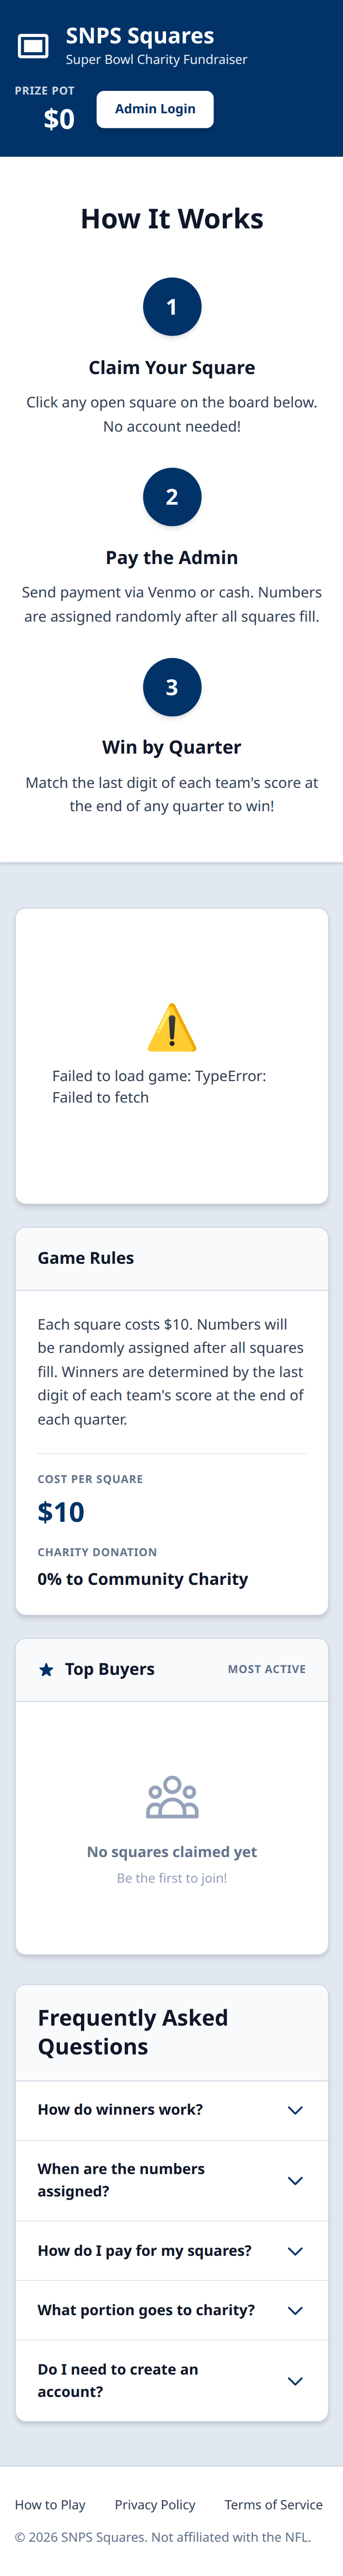 SNPS Squares
Super Bowl Charity Fundraiser
PRIZE POT
$0
Admin Login
How It Works
1
Claim Your Square
Click any open square on the board below.
No account needed!
2
Pay the Admin
Send payment via Venmo or cash. Numbers
are assigned randomly after all squares fill.
3
Win by Quarter
Match the last digit of each team's score at
the end of any quarter to win!
Failed to load game: TypeError:
Failed to fetch
Game Rules
Each square costs $10. Numbers will
be randomly assigned after all squares
fill. Winners are determined by the last
digit of each team's score at the end of
each quarter.
COST PER SQUARE
$10
CHARITY DONATION
0% to Community Charity
Top Buyers
MOST ACTIVE
No squares claimed yet
Be the first to join!
Frequently Asked
Questions
How do winners work?
When are the numbers
assigned?
How do I pay for my squares?
What portion goes to charity?
Do I need to create an
account?
How to Play
Privacy Policy
Terms of Service
© 2026 SNPS Squares. Not affiliated with the NFL.